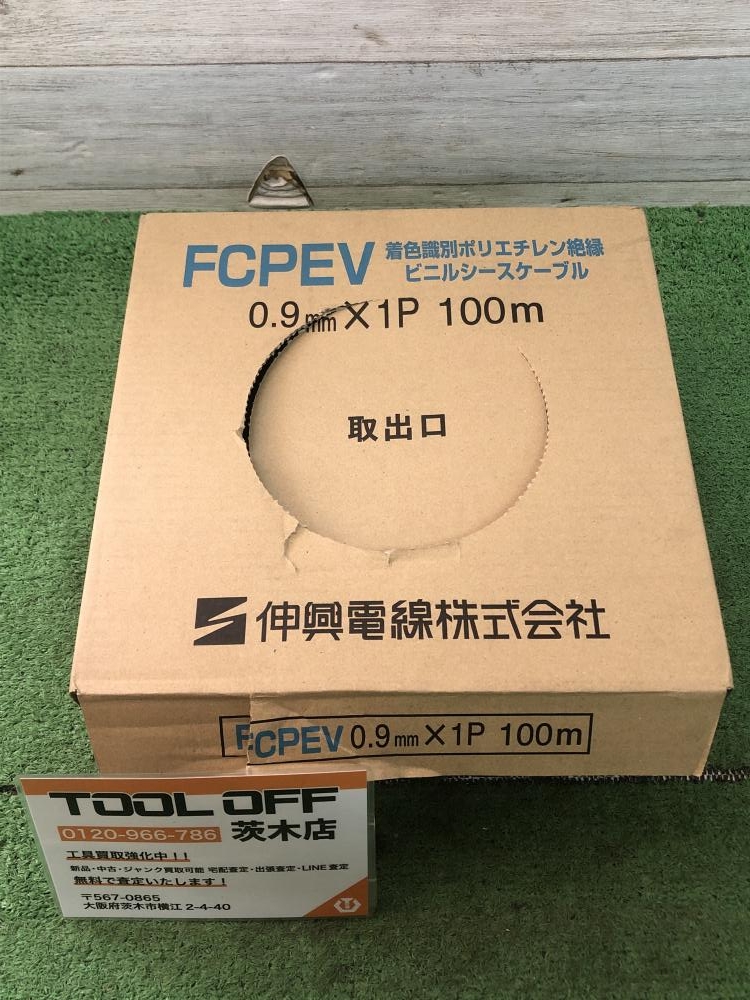 FCPEV 着色識別ポリエチレン絶縁
ビニルシースケーブル
0.9mm×1P 100m
取出口
伸興電線株式会社
FCPEV 0.9mm×1P 100m
TOOL OFF
0120-966-786 茨木店
工具買取強化中!!
新品・中古・ジャンク買取可能 宅配査定・出張査定・LINE査定
無料で査定いたします!
〒567-0865
大阪府茨木市横江 2-4-40